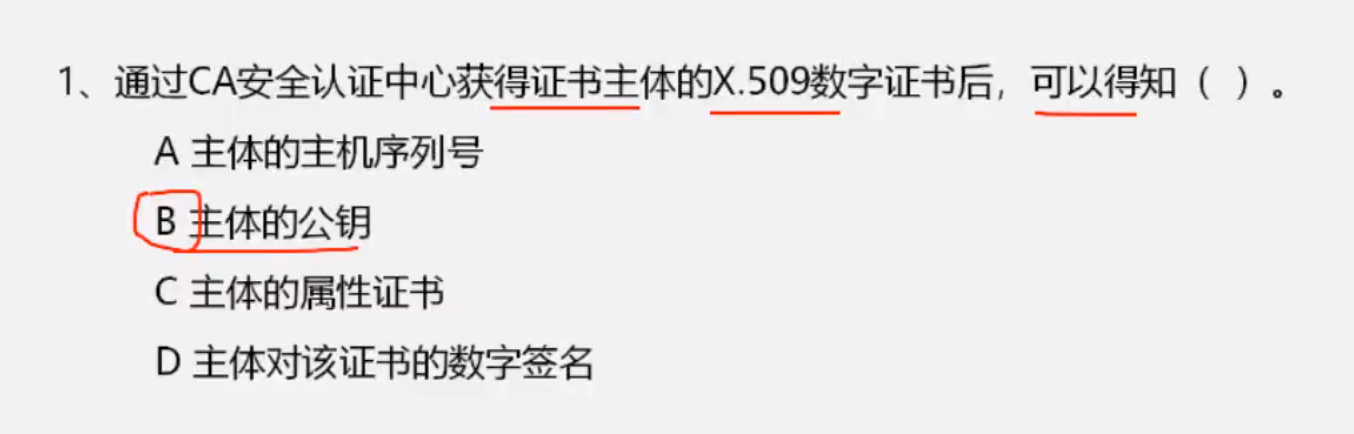 1、通过CA安全认证中心获得证书主体的X.509数字证书后，可以得知（ ）。
A 主体的主机序列号
B 主体的公钥
C 主体的属性证书
D 主体对该证书的数字签名